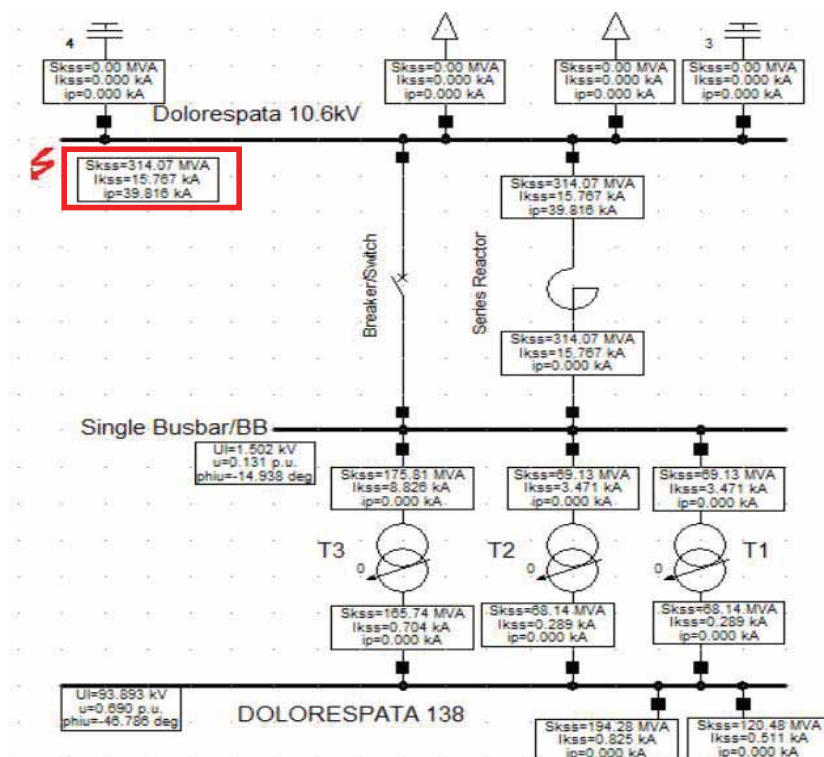 4
3
Skss=0.00 MVA
Ikss=0.000 kA
ip=0.000 kA
Skss=0.00 MVA
Ikss=0.000 kA
ip=0.000 kA
Skss=0.00 MVA
Ikss=0.000 kA
ip=0.000 kA
Skss=0.00 MVA
Ikss=0.000 kA
ip=0.000 kA
Dolorespata 10.6kV
Skss=314.07 MVA
Ikss=15.767 kA
ip=39.816 kA
Skss=314.07 MVA
Ikss=15.767 kA
ip=39.816 kA
Breaker/Switch
Series Reactor
Skss=314.07 MVA
Ikss=15.767 kA
ip=0.000 kA
Single Busbar/BB
Ul=1.502 kV
u=0.131 p.u.
phiu=-14.938 deg
Skss=175.81 MVA
Ikss=8.826 kA
ip=0.000 kA
Skss=69.13 MVA
Ikss=3.471 kA
ip=0.000 kA
Skss=69.13 MVA
Ikss=3.471 kA
ip=0.000 kA
T3
0
T2
0
T1
0
Skss=165.74 MVA
Ikss=0.704 kA
ip=0.000 kA
Skss=68.14 MVA
Ikss=0.289 kA
ip=0.000 kA
Skss=68.14 MVA
Ikss=0.289 kA
ip=0.000 kA
Ul=93.893 kV
u=0.690 p.u.
phiu=-46.786 deg
DOLORESPATA 138
Skss=194.28 MVA
Ikss=0.825 kA
ip=0.000 kA
Skss=120.48 MVA
Ikss=0.511 kA
ip=0.000 kA